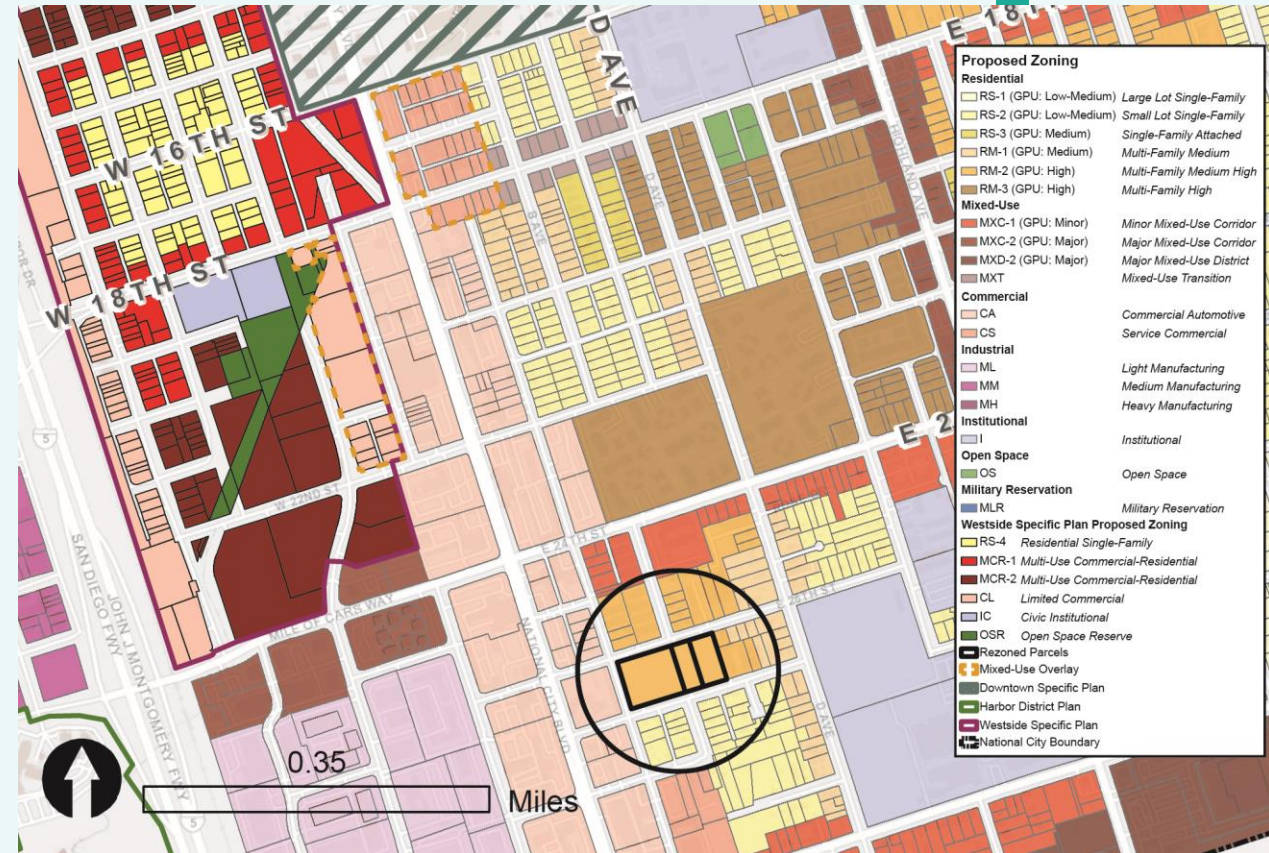 D AVE
E 18TH
W 16TH ST
W 18TH ST
B AVE
D AVE
HIGHLAND AVE
E 2
W 22ND ST
E 24TH ST
MILE OF CARS WAY
E 26TH ST
NATIONAL CITY BLVD
D AVE
SAN DIEGO FWY
JOHN J MONTGOMERY FWY
5
5
0.35
Miles
Proposed Zoning
Residential
RS-1 (GPU: Low-Medium) Large Lot Single-Family
RS-2 (GPU: Low-Medium) Small Lot Single-Family
RS-3 (GPU: Medium) Single-Family Attached
RM-1 (GPU: Medium) Multi-Family Medium
RM-2 (GPU: High) Multi-Family Medium High
RM-3 (GPU: High) Multi-Family High
Mixed-Use
MXC-1 (GPU: Minor) Minor Mixed-Use Corridor
MXC-2 (GPU: Major) Major Mixed-Use Corridor
MXD-2 (GPU: Major) Major Mixed-Use District
MXT Mixed-Use Transition
Commercial
CA Commercial Automotive
CS Service Commercial
Industrial
ML Light Manufacturing
MM Medium Manufacturing
MH Heavy Manufacturing
Institutional
I Institutional
Open Space
OS Open Space
Military Reservation
MLR Military Reservation
Westside Specific Plan Proposed Zoning
RS-4 Residential Single-Family
MCR-1 Multi-Use Commercial-Residential
MCR-2 Multi-Use Commercial-Residential
CL Limited Commercial
IC Civic Institutional
OSR Open Space Reserve
Rezoned Parcels
Mixed-Use Overlay
Downtown Specific Plan
Harbor District Plan
Westside Specific Plan
National City Boundary